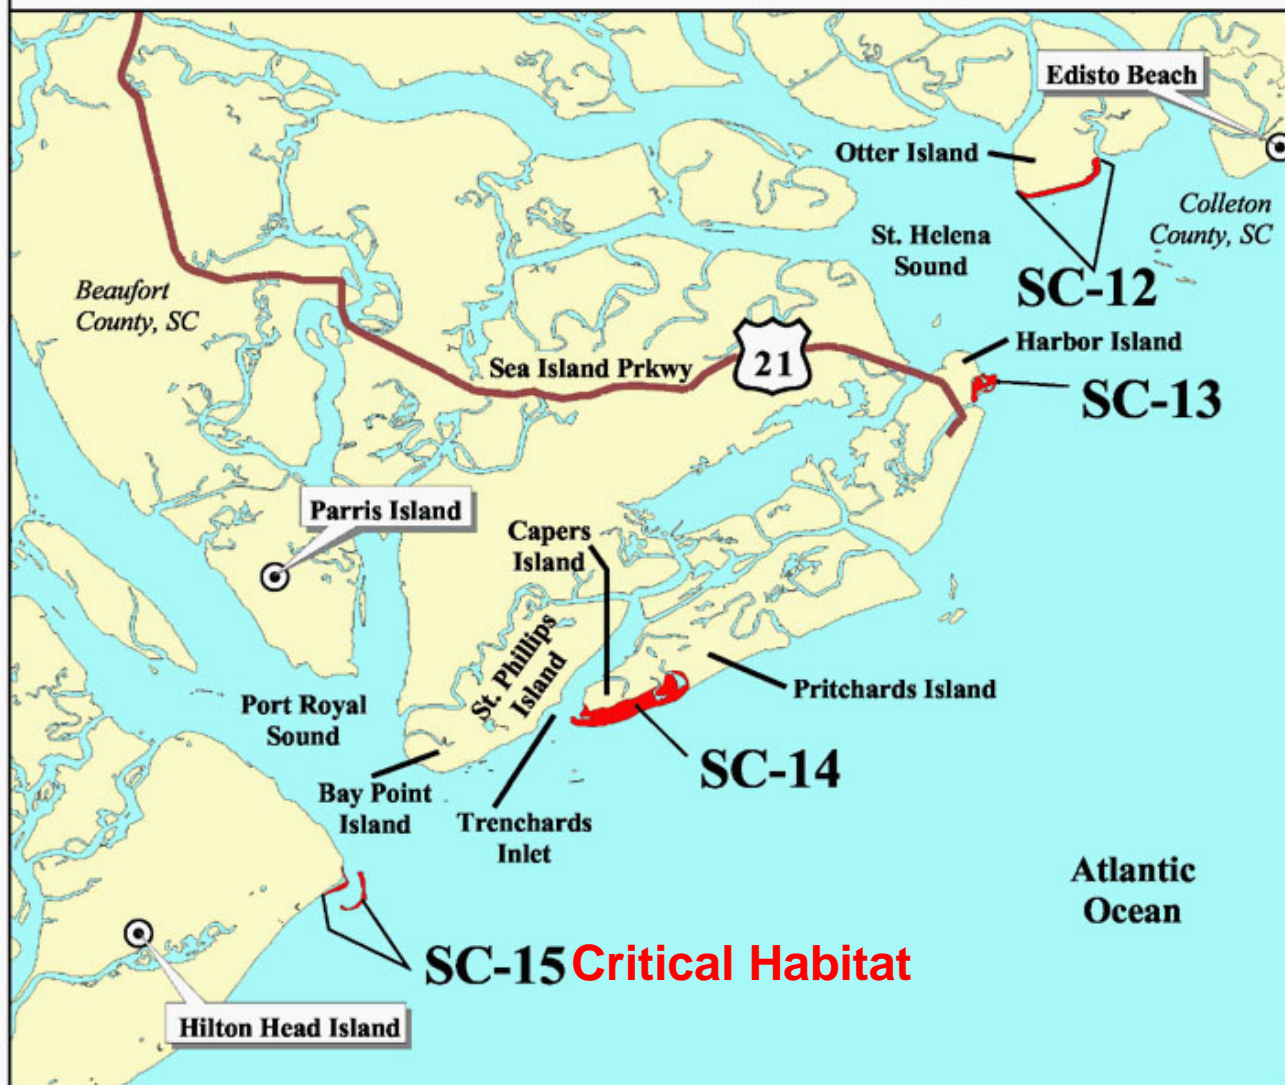 Edisto Beach
Otter Island
Colleton
County, SC
St. Helena
Sound
SC-12
Beaufort
County, SC
Harbor Island
Sea Island Prkwy
21
SC-13
Parris Island
Capers
Island
St. Phillips
Island
Pritchards Island
Port Royal
Sound
SC-14
Bay Point
Island
Trenchards
Inlet
Atlantic
Ocean
SC-15 Critical Habitat
Hilton Head Island